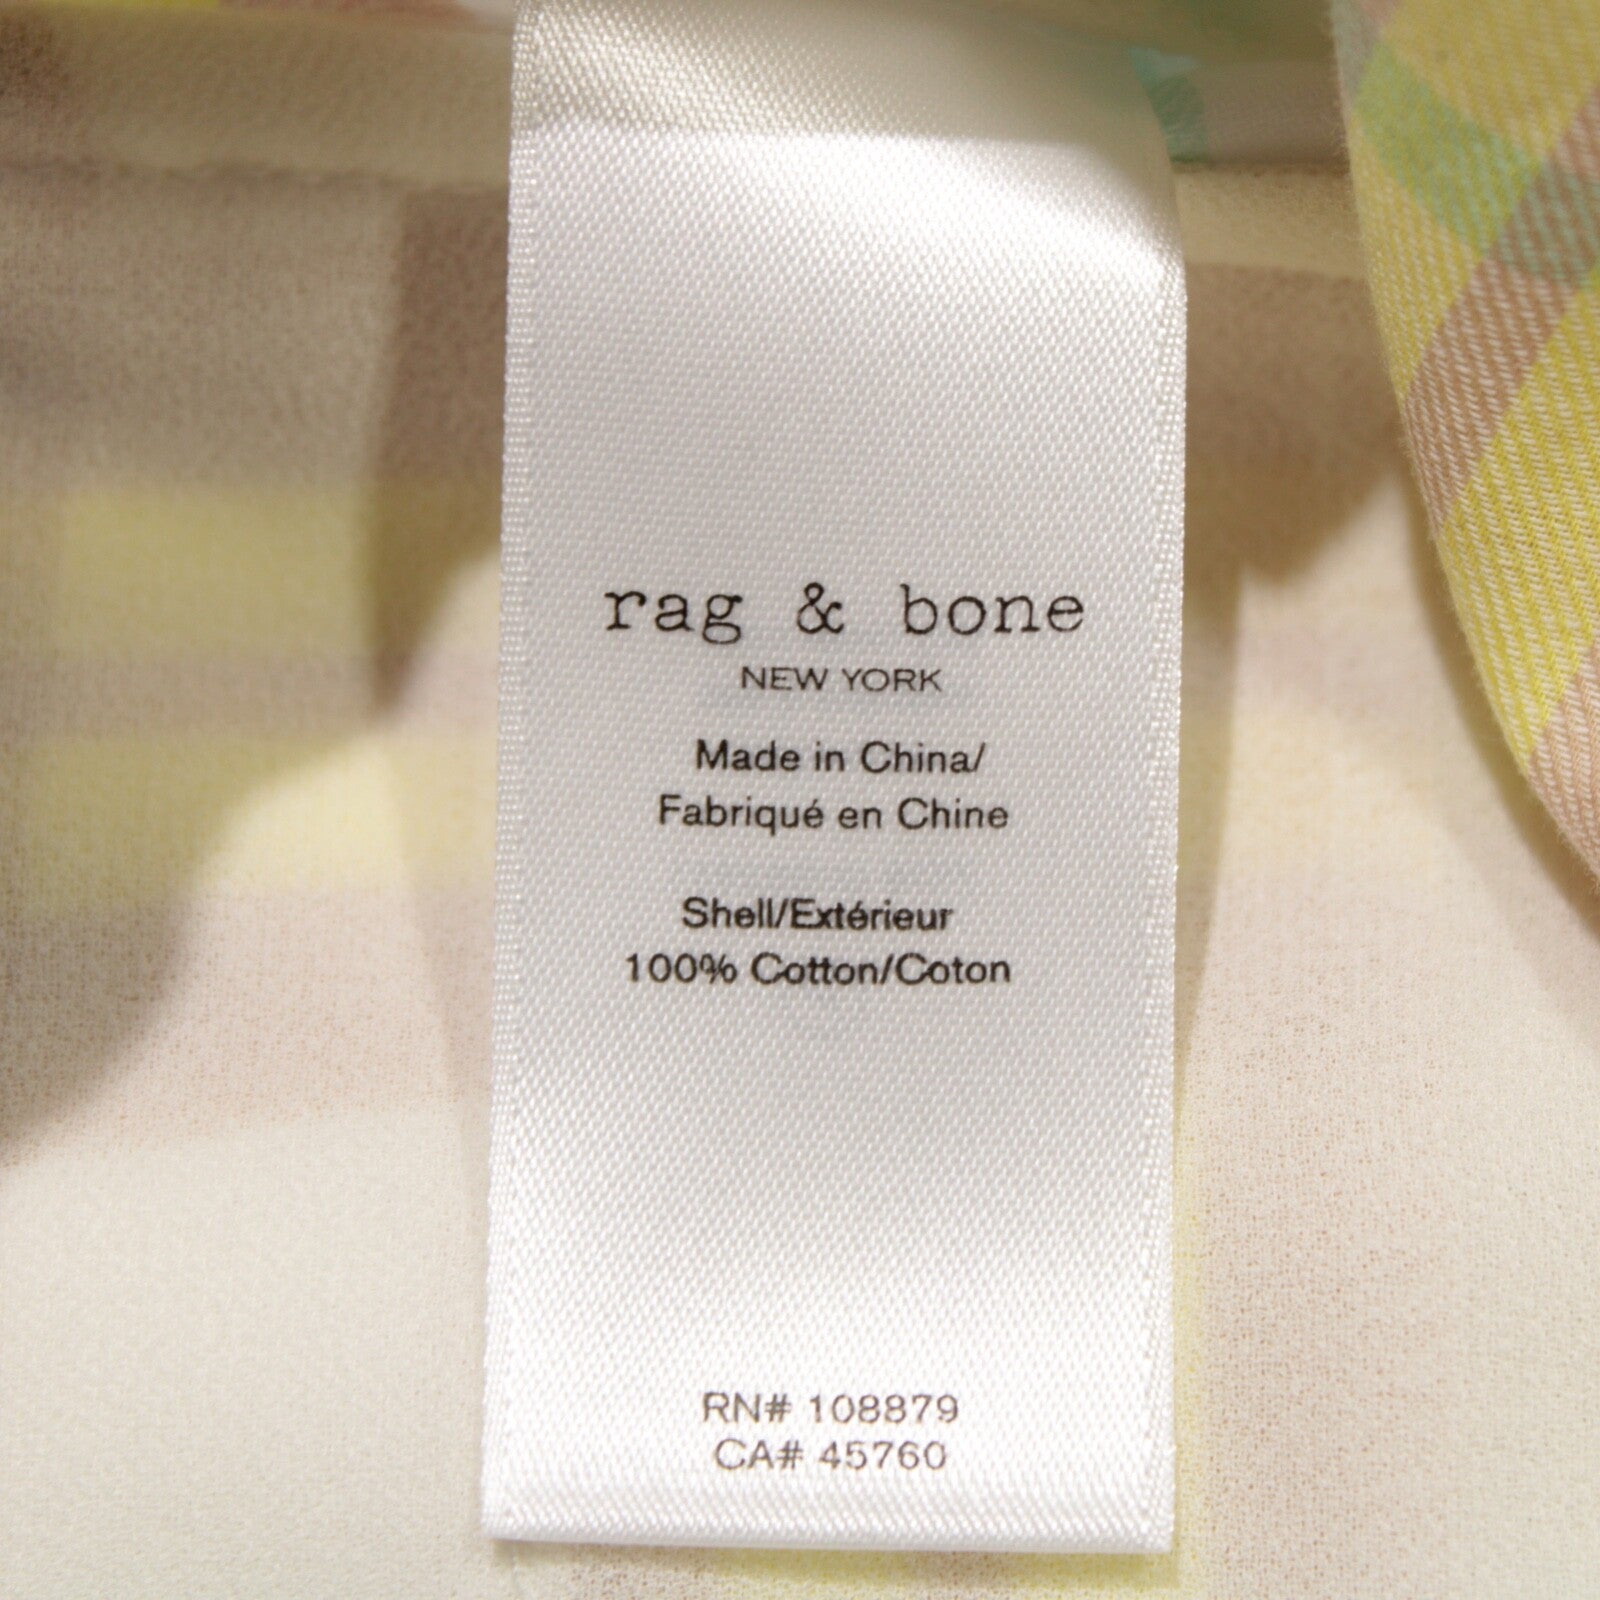 rag & bone
NEW YORK
Made in China/
Fabriqué en Chine
Shell/Extérieur
100% Cotton/Coton
RN# 108879
CA# 45760